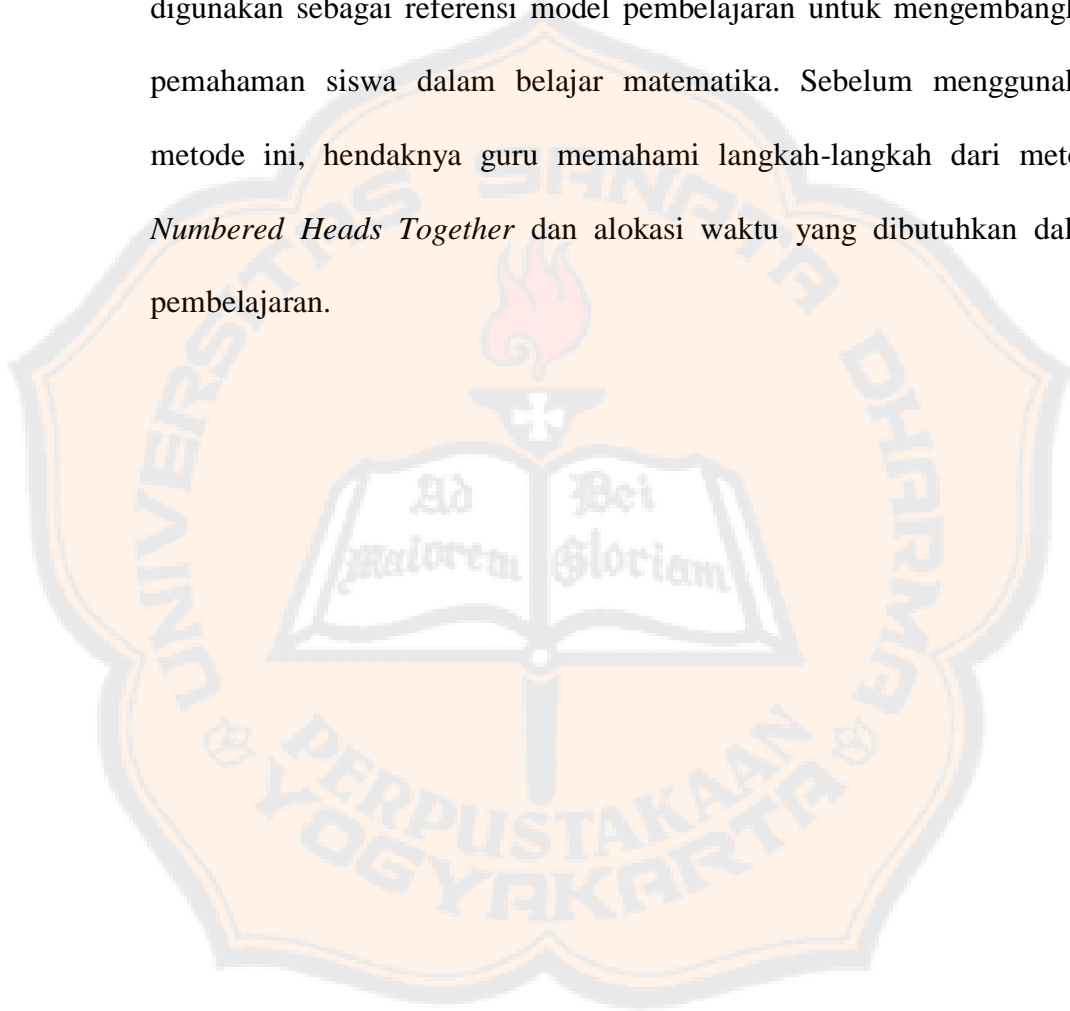 digunakan sebagai referensi model pembelajaran untuk mengembangk
pemahaman siswa dalam belajar matematika. Sebelum menggunak
metode ini, hendaknya guru memahami langkah-langkah dari meto
Numbered Heads Together dan alokasi waktu yang dibutuhkan dal
pembelajaran.
UNIVERSITAS SANATA DHARMA
Ad Dei
Maiorem Gloriam
PERPUSTAKAAN
YOGYAKARTA